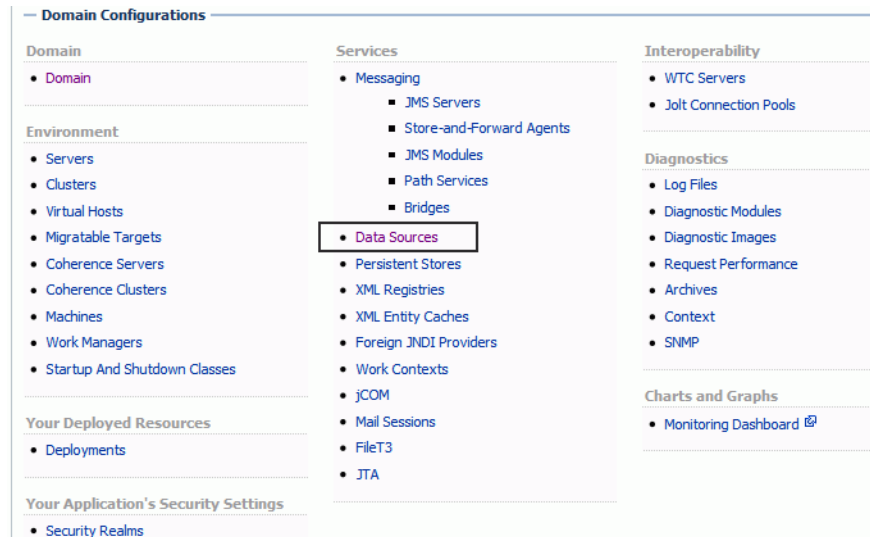 Domain Configurations
Domain
Domain
Environment
Servers
Clusters
Virtual Hosts
Migratable Targets
Coherence Servers
Coherence Clusters
Machines
Work Managers
Startup And Shutdown Classes
Your Deployed Resources
Deployments
Your Application's Security Settings
Security Realms
Services
Messaging
JMS Servers
Store-and-Forward Agents
JMS Modules
Path Services
Bridges
Data Sources
Persistent Stores
XML Registries
XML Entity Caches
Foreign JNDI Providers
Work Contexts
jCOM
Mail Sessions
FileT3
JTA
Interoperability
WTC Servers
Jolt Connection Pools
Diagnostics
Log Files
Diagnostic Modules
Diagnostic Images
Request Performance
Archives
Context
SNMP
Charts and Graphs
Monitoring Dashboard